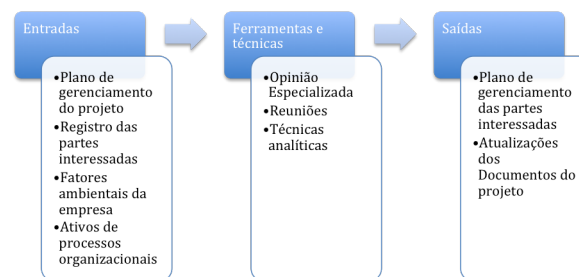 Entradas
•Plano de
gerenciamento
do projeto
•Registro das
partes
interessadas
•Fatores
ambientais da
empresa
•Ativos de
processos
organizacionais
Ferramentas e
técnicas
•Opinião
Especializada
•Reuniões
•Técnicas
analíticas
Saídas
•Plano de
gerenciamento
das partes
interessadas
•Atualizações
dos
Documentos do
projeto